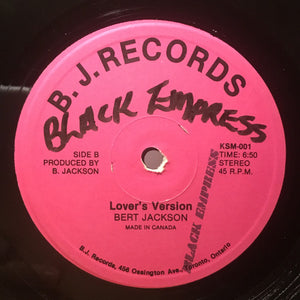 B.J. RECORDS
BLACK EMPRESS
SIDE B
PRODUCED BY
B. JACKSON
KSM-001
TIME: 6:50
STEREO
45 R.P.M.
Lover's Version
BERT JACKSON
MADE IN CANADA
BLACK EMPRESS
B.J. Records, 456 Ossington Ave., Toronto, Ontario